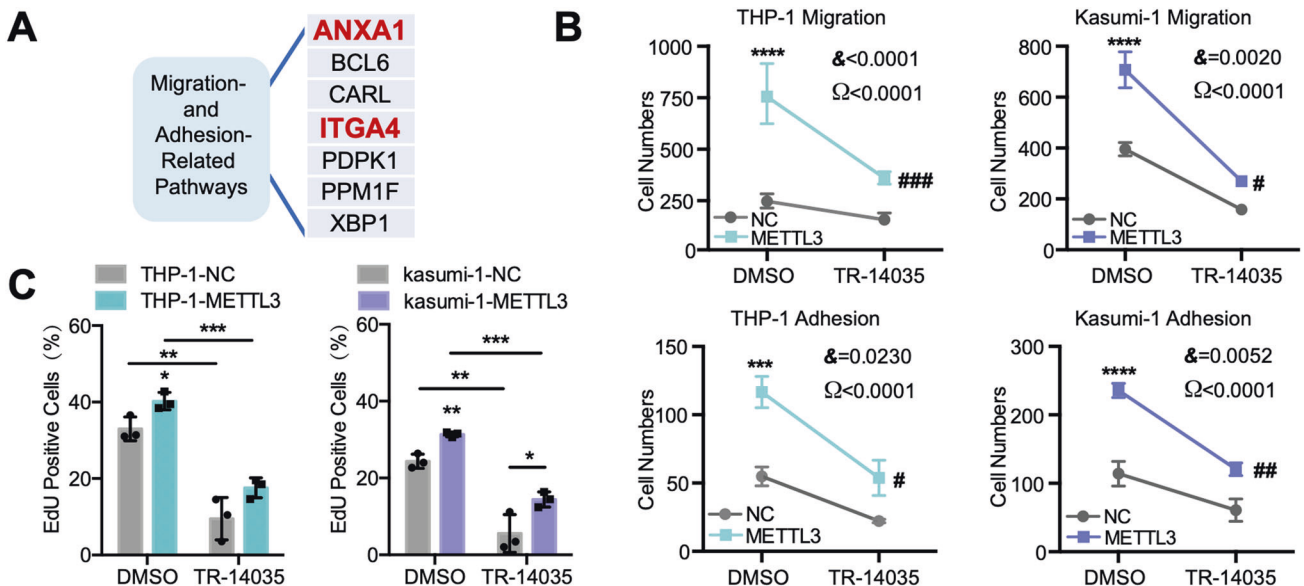 A
Migration-
and
Adhesion-
Related
Pathways
ANXA1
BCL6
CARL
ITGA4
PDPK1
PPM1F
XBP1
B
THP-1 Migration
Cell Numbers
1000
750
500
250
0
****
&<0.0001
Ω<0.0001
###
NC
METTL3
DMSO
TR-14035
Kasumi-1 Migration
Cell Numbers
800
600
400
200
0
****
&=0.0020
Ω<0.0001
#
NC
METTL3
DMSO
TR-14035
THP-1 Adhesion
Cell Numbers
150
100
50
0
***
&=0.0230
Ω<0.0001
#
NC
METTL3
DMSO
TR-14035
Kasumi-1 Adhesion
Cell Numbers
300
200
100
0
****
&=0.0052
Ω<0.0001
##
NC
METTL3
DMSO
TR-14035
C
THP-1-NC
THP-1-METTL3
EdU Positive Cells (%)
60
40
20
0
***
**
*
DMSO
TR-14035
kasumi-1-NC
kasumi-1-METTL3
EdU Positive Cells (%)
60
40
20
0
***
**
**
*
DMSO
TR-14035